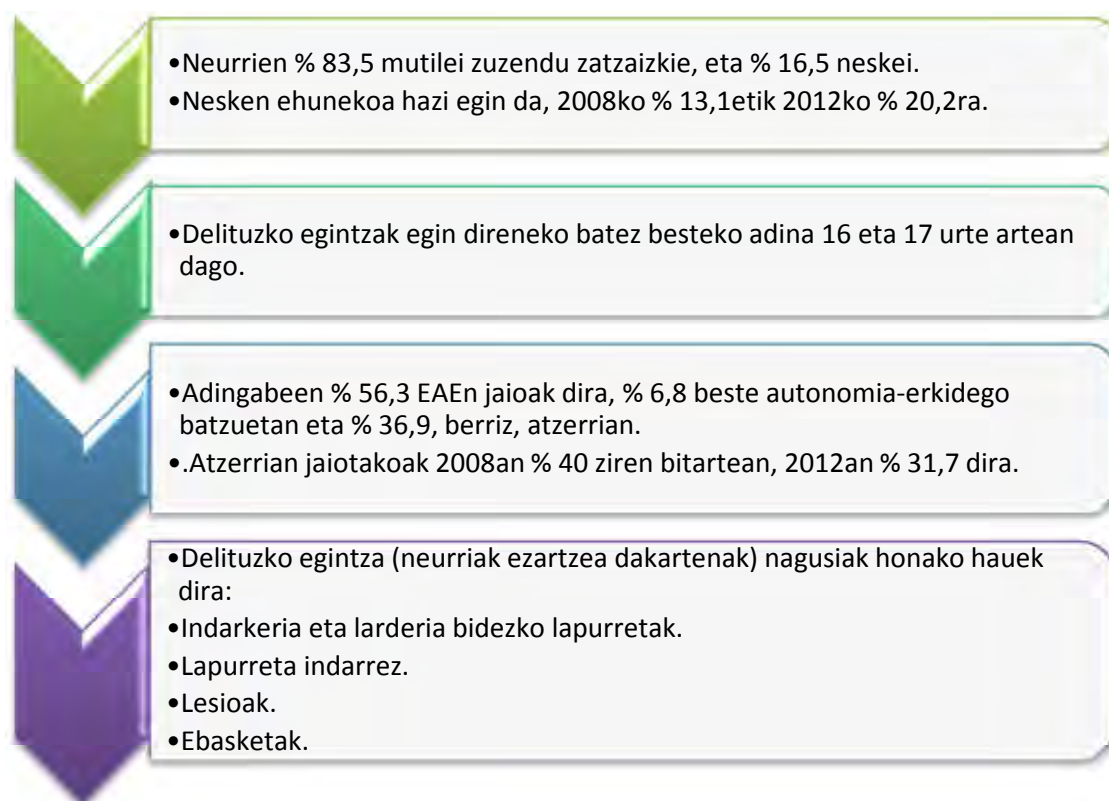 •Neurrien % 83,5 mutilei zuzendu zatzaizkie, eta % 16,5 neskei.
•Nesken ehunekoa hazi egin da, 2008ko % 13,1etik 2012ko % 20,2ra.
•Delituzko egintzak egin direneko batez besteko adina 16 eta 17 urte artean
dago.
•Adingabeen % 56,3 EAEn jaioak dira, % 6,8 beste autonomia-erkidego
batzuetan eta % 36,9, berriz, atzerrian.
•.Atzerrian jaiotakoak 2008an % 40 ziren bitartean, 2012an % 31,7 dira.
•Delituzko egintza (neurriak ezartzea dakartenak) nagusiak honako hauek
dira:
•Indarkeria eta larderia bidezko lapurretak.
•Lapurreta indarrez.
•Lesioak.
•Ebasketak.